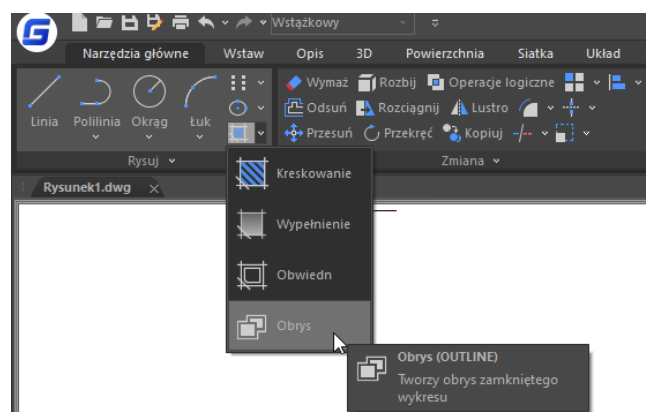 Wstążkowy
Narzędzia główne Wstaw Opis 3D Powierzchnia Siatka Układ
Wymaż Rozbij Operacje logiczne
Linia Polilinia Okrąg Łuk Odsuń Rozciągnij Lustro
Przesuń Przekręć Kopiuj
Rysuj Zmiana
Rysunek1.dwg
Kreskowanie
Wypełnienie
Obwiedn
Obrys
Obrys (OUTLINE)
Tworzy obrys zamkniętego
wykresu